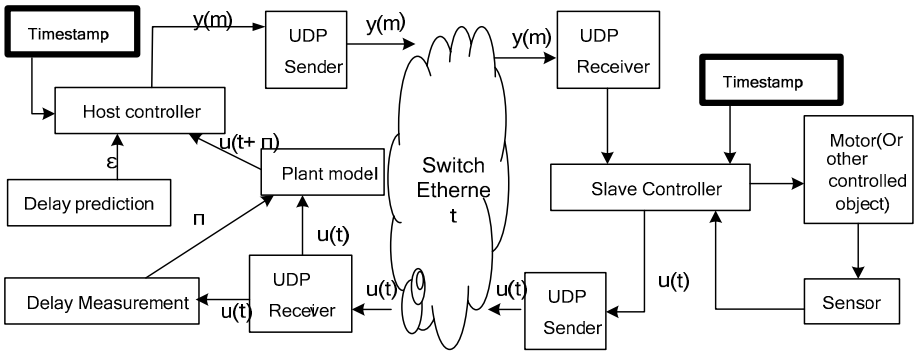 Timestamp
y(m)
UDP
Sender
y(m)
y(m)
UDP
Receiver
Timestamp
Host controller
u(t+ п)
ε
Delay prediction
Plant model
Switch
Etherne
t
Slave Controller
Motor(Or
other
controlled
object)
п
u(t)
Delay Measurement
u(t)
UDP
Receiver
u(t)
u(t)
UDP
Sender
u(t)
Sensor